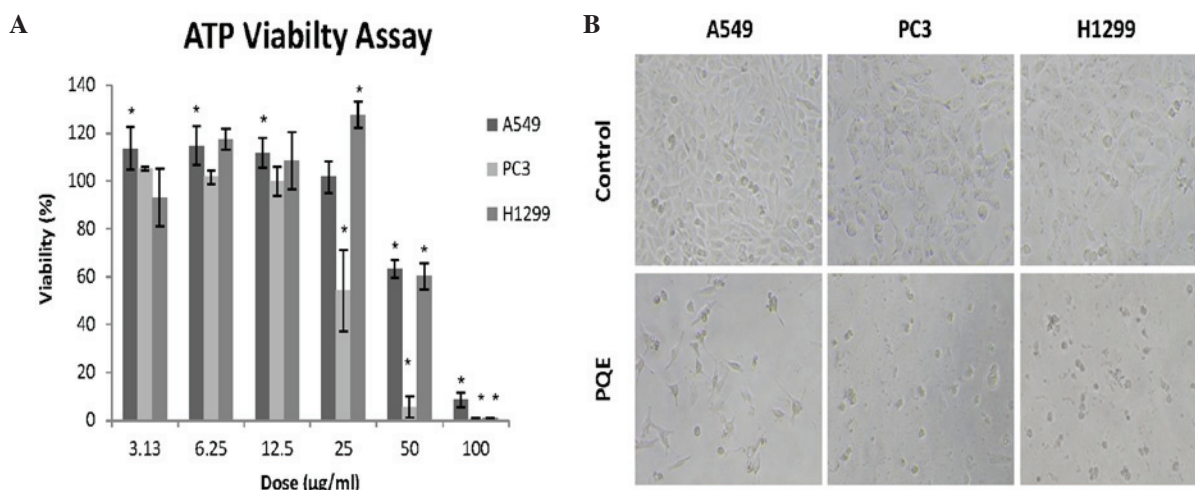 A
ATP Viabilty Assay
Viability (%)
140
120
100
80
60
40
20
0
* * * * * * * * * * *
3.13 6.25 12.5 25 50 100
Dose (µg/ml)
A549
PC3
H1299
B
A549 PC3 H1299
Control
PQE